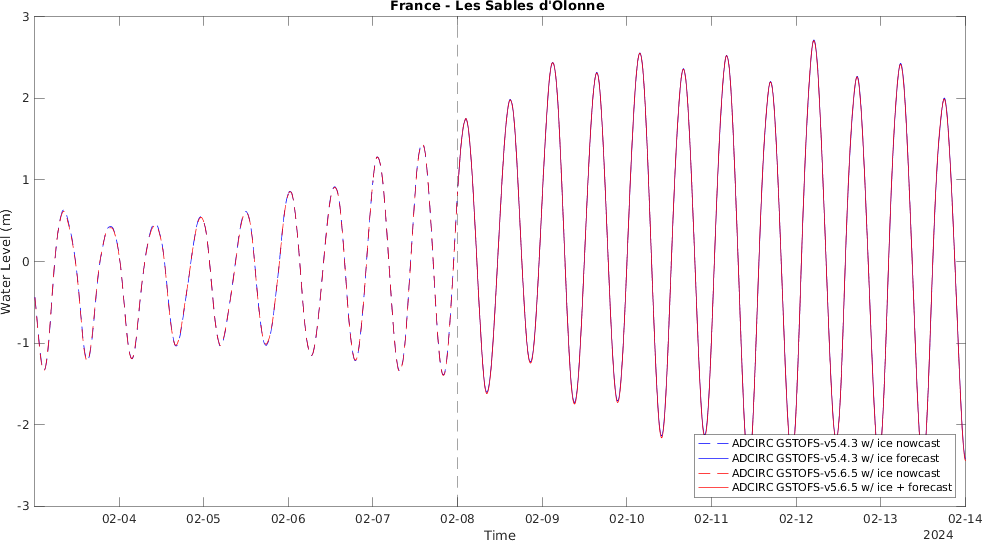 France - Les Sables d'Olonne
3
2
1
0
-1
-2
-3
Water Level (m)
ADCIRC GSTOFS-v5.4.3 w/ ice nowcast
ADCIRC GSTOFS-v5.4.3 w/ ice forecast
ADCIRC GSTOFS-v5.6.5 w/ ice nowcast
ADCIRC GSTOFS-v5.6.5 w/ ice + forecast
02-04 02-05 02-06 02-07 02-08 02-09 02-10 02-11 02-12 02-13 02-14
Time
2024